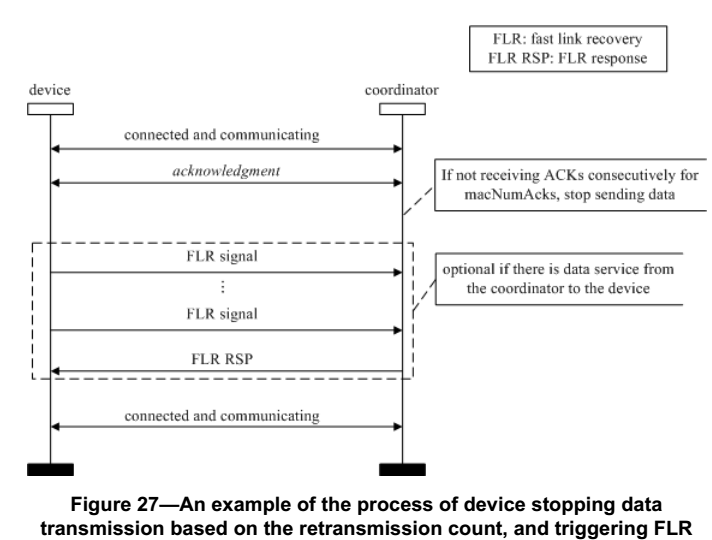 FLR: fast link recovery
FLR RSP: FLR response
device
coordinator
connected and communicating
acknowledgment
If not receiving ACKs consecutively for
macNumAcks, stop sending data
FLR signal
optional if there is data service from
the coordinator to the device
⋮
FLR signal
FLR RSP
connected and communicating
Figure 27—An example of the process of device stopping data
transmission based on the retransmission count, and triggering FLR